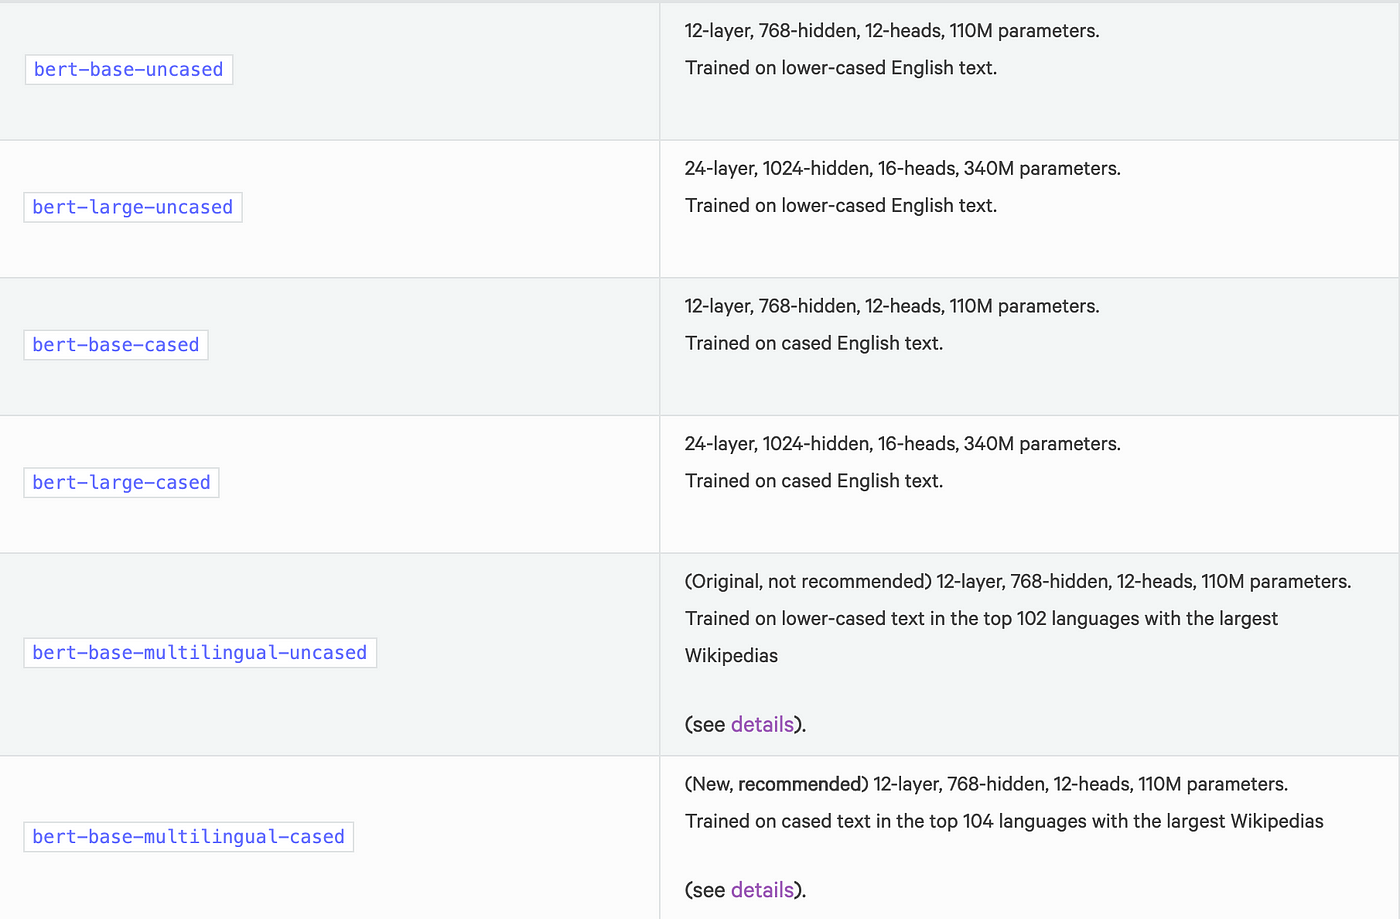 bert-base-uncased
12-layer, 768-hidden, 12-heads, 110M parameters.
Trained on lower-cased English text.
bert-large-uncased
24-layer, 1024-hidden, 16-heads, 340M parameters.
Trained on lower-cased English text.
bert-base-cased
12-layer, 768-hidden, 12-heads, 110M parameters.
Trained on cased English text.
bert-large-cased
24-layer, 1024-hidden, 16-heads, 340M parameters.
Trained on cased English text.
bert-base-multilingual-uncased
(Original, not recommended) 12-layer, 768-hidden, 12-heads, 110M parameters.
Trained on lower-cased text in the top 102 languages with the largest
Wikipedias
(see details).
bert-base-multilingual-cased
(New, recommended) 12-layer, 768-hidden, 12-heads, 110M parameters.
Trained on cased text in the top 104 languages with the largest Wikipedias
(see details).